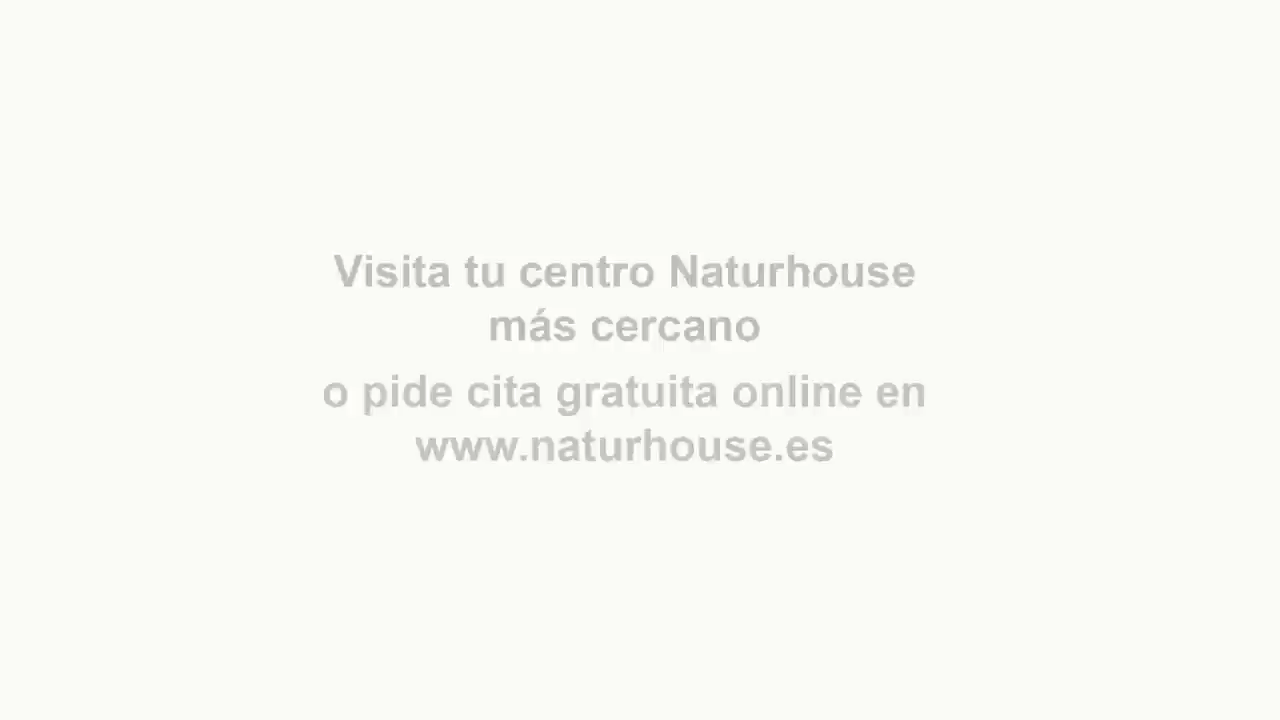 Visita tu centro Naturhouse
más cercano
o pide cita gratuita online en
www.naturhouse.es